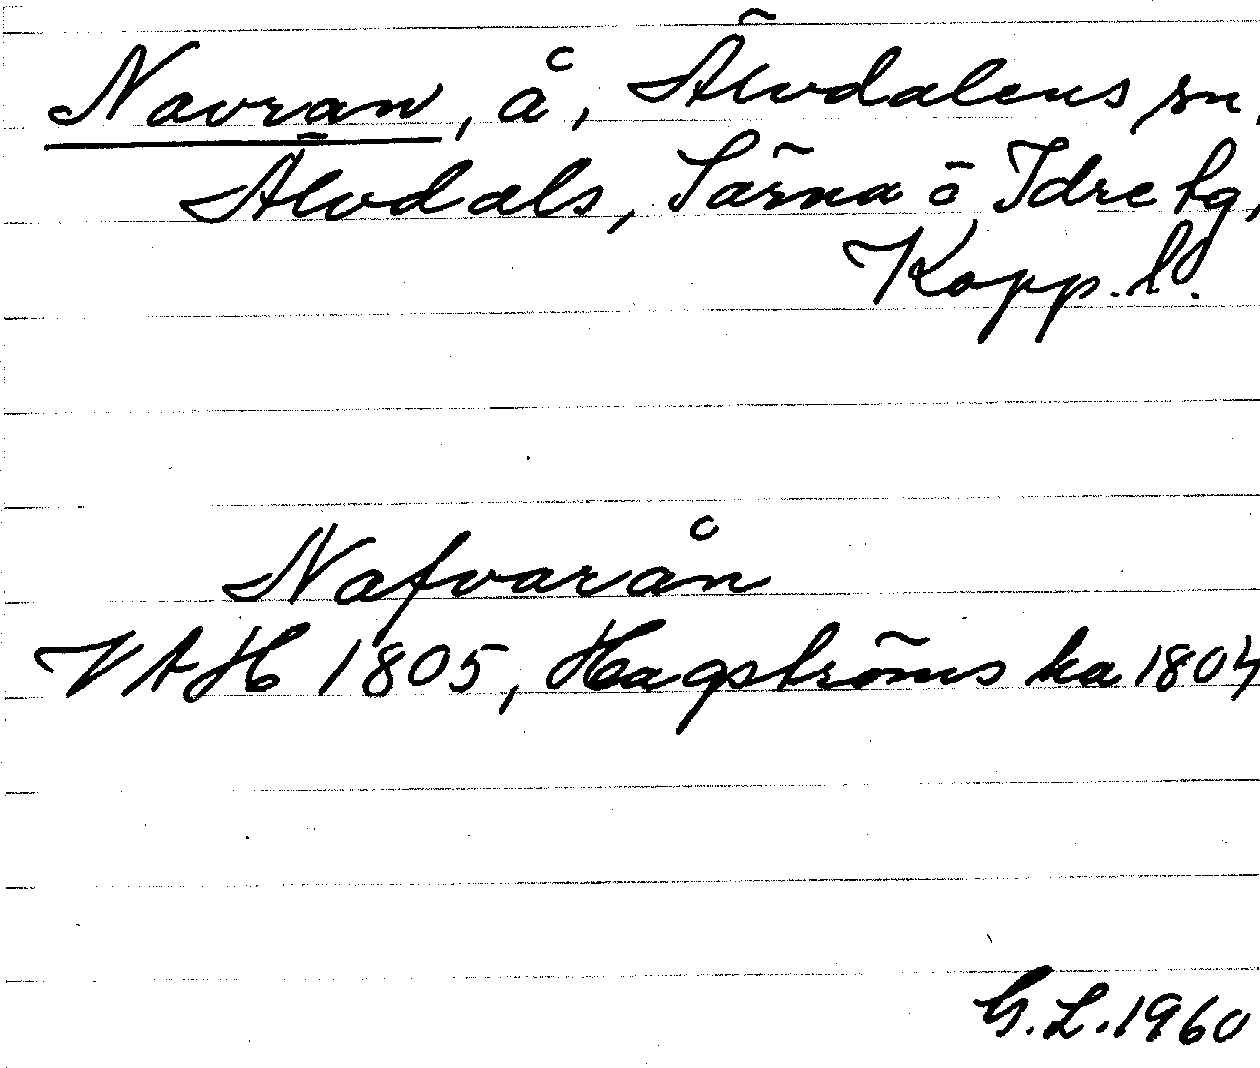 Navran, å, Älvdalens sn,
Älvdals, Särna o Idre tg,
Kopp. l.
Nafvarån
VAH 1805, Hagströms ka 1804
G. L. 1960